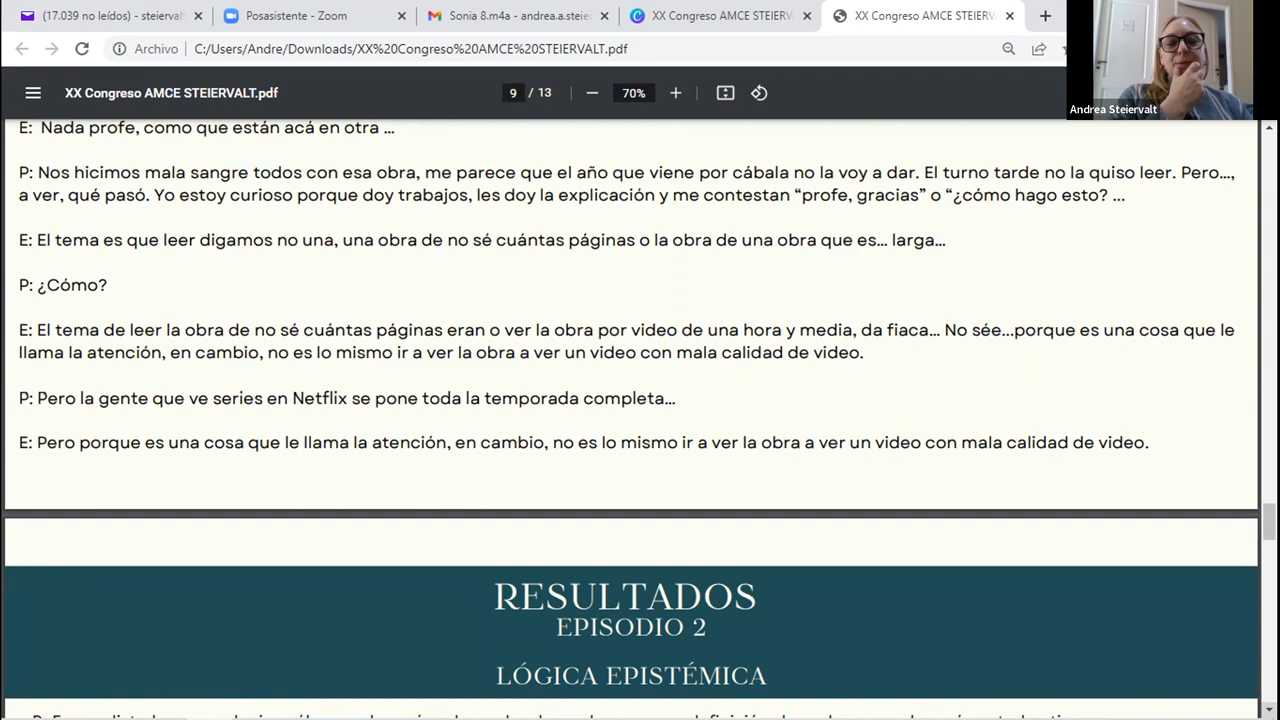 (17.039 no leídos) - steierval
Posasistente - Zoom
Sonia 8.m4a - andrea.a.steie
XX Congreso AMCE STEIERVA
XX Congreso AMCE STEIERV
Archivo
C:/Users/Andre/Downloads/XX%20Congreso%20AMCE%20STEIERVALT.pdf
XX Congreso AMCE STEIERVALT.pdf
9 / 13
70%
Andrea Steiervalt
E: Nada profe, como que están acá en otra ...
P: Nos hicimos mala sangre todos con esa obra, me parece que el año que viene por cábala no la voy a dar. El turno tarde no la quiso leer. Pero...,
a ver, qué pasó. Yo estoy curioso porque doy trabajos, les doy la explicación y me contestan “profe, gracias” o “¿cómo hago esto? ...
E: El tema es que leer digamos no una, una obra de no sé cuántas páginas o la obra de una obra que es... larga...
P: ¿Cómo?
E: El tema de leer la obra de no sé cuántas páginas eran o ver la obra por video de una hora y media, da fiaca... No sée...porque es una cosa que le
llama la atención, en cambio, no es lo mismo ir a ver la obra a ver un video con mala calidad de video.
P: Pero la gente que ve series en Netflix se pone toda la temporada completa...
E: Pero porque es una cosa que le llama la atención, en cambio, no es lo mismo ir a ver la obra a ver un video con mala calidad de video.
RESULTADOS
EPISODIO 2
LÓGICA EPISTÉMICA